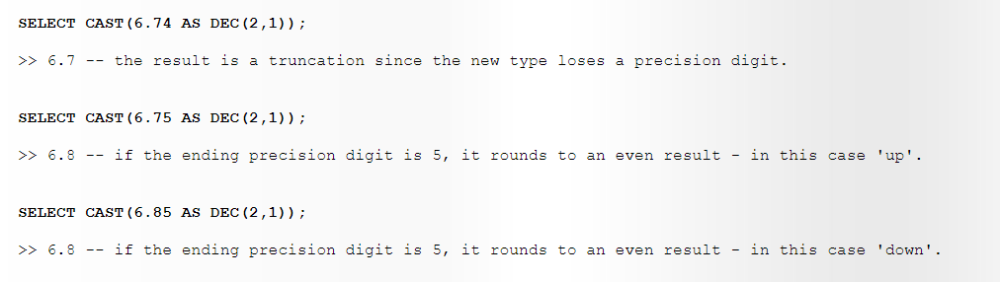 SELECT CAST(6.74 AS DEC(2,1));
>> 6.7 -- the result is a truncation since the new type loses a precision digit.
SELECT CAST(6.75 AS DEC(2,1));
>> 6.8 -- if the ending precision digit is 5, it rounds to an even result - in this case 'up'.
SELECT CAST(6.85 AS DEC(2,1));
>> 6.8 -- if the ending precision digit is 5, it rounds to an even result - in this case 'down'.